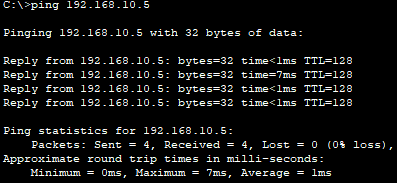 C:\>ping 192.168.10.5
Pinging 192.168.10.5 with 32 bytes of data:
Reply from 192.168.10.5: bytes=32 time<1ms TTL=128
Reply from 192.168.10.5: bytes=32 time=7ms TTL=128
Reply from 192.168.10.5: bytes=32 time<1ms TTL=128
Reply from 192.168.10.5: bytes=32 time<1ms TTL=128
Ping statistics for 192.168.10.5:
Packets: Sent = 4, Received = 4, Lost = 0 (0% loss),
Approximate round trip times in milli-seconds:
Minimum = 0ms, Maximum = 7ms, Average = 1ms